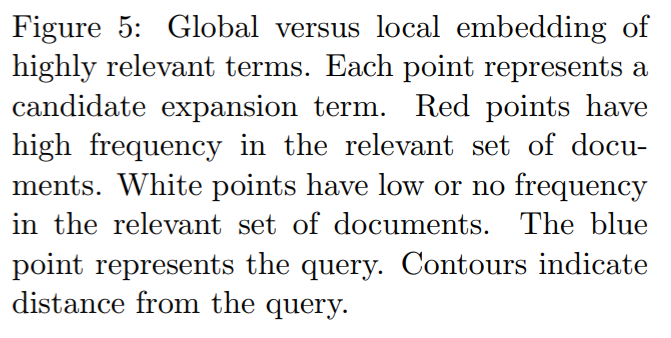 Figure 5: Global versus local embedding of
highly relevant terms. Each point represents a
candidate expansion term. Red points have
high frequency in the relevant set of docu-
ments. White points have low or no frequency
in the relevant set of documents. The blue
point represents the query. Contours indicate
distance from the query.